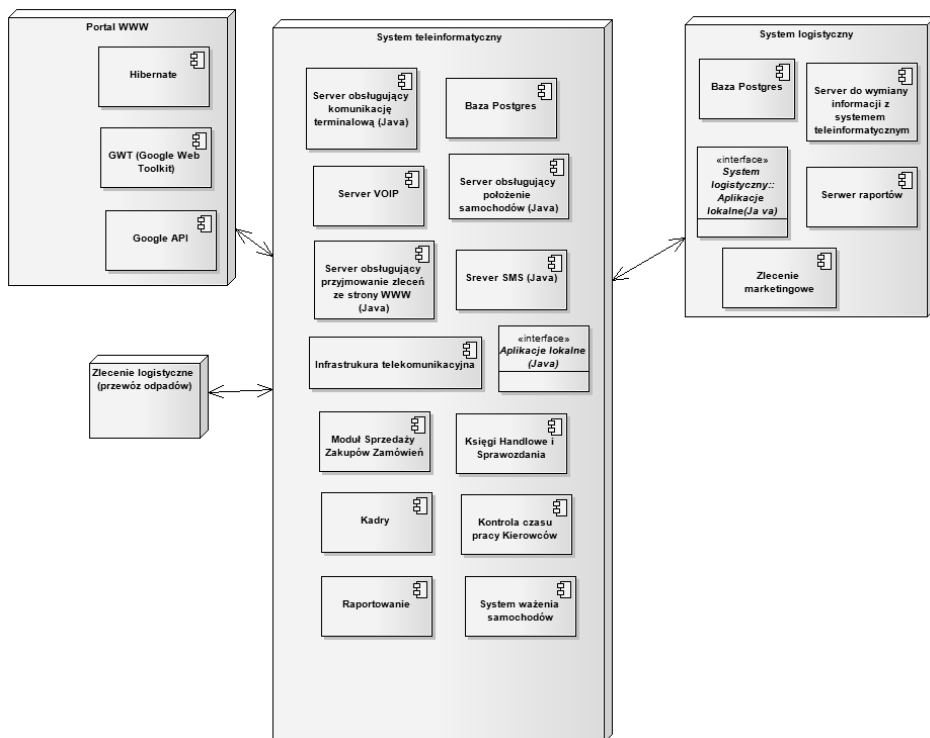 Portal WWW
Hibernate
GWT (Google Web
Toolkit)
Google API
Zlecenie logistyczne
(przewóz odpadów)
System teleinformatyczny
Server obsługujący
komunikację
terminalową (Java)
Baza Postgres
Server VOIP
Server obsługujący
położenie
samochodów (Java)
Server obsługujący
przyjmowanie zleceń
ze strony WWW
(Java)
Srever SMS (Java)
Infrastrukura telekomunikacyjna
«interface»
Aplikacje lokalne
(Java)
Moduł Sprzedaży
Zakupów Zamówień
Księgi Handlowe i
Sprawozdania
Kadry
Kontrola czasu
pracy Kierowców
Raportowanie
System ważenia
samochodów
System logistyczny
Baza Postgres
Server do wymiany
informacji z
systemem
teleinformatycznym
«interface»
System
logistyczny::
Aplikacje
lokalne(Ja va)
Serwer raportów
Zlecenie
marketingowe